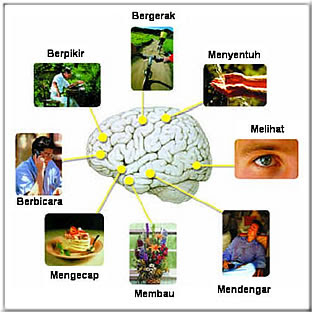 Bergerak
Berpikir
Menyentuh
Melihat
Berbicara
Mengecap
Membau
Mendengar